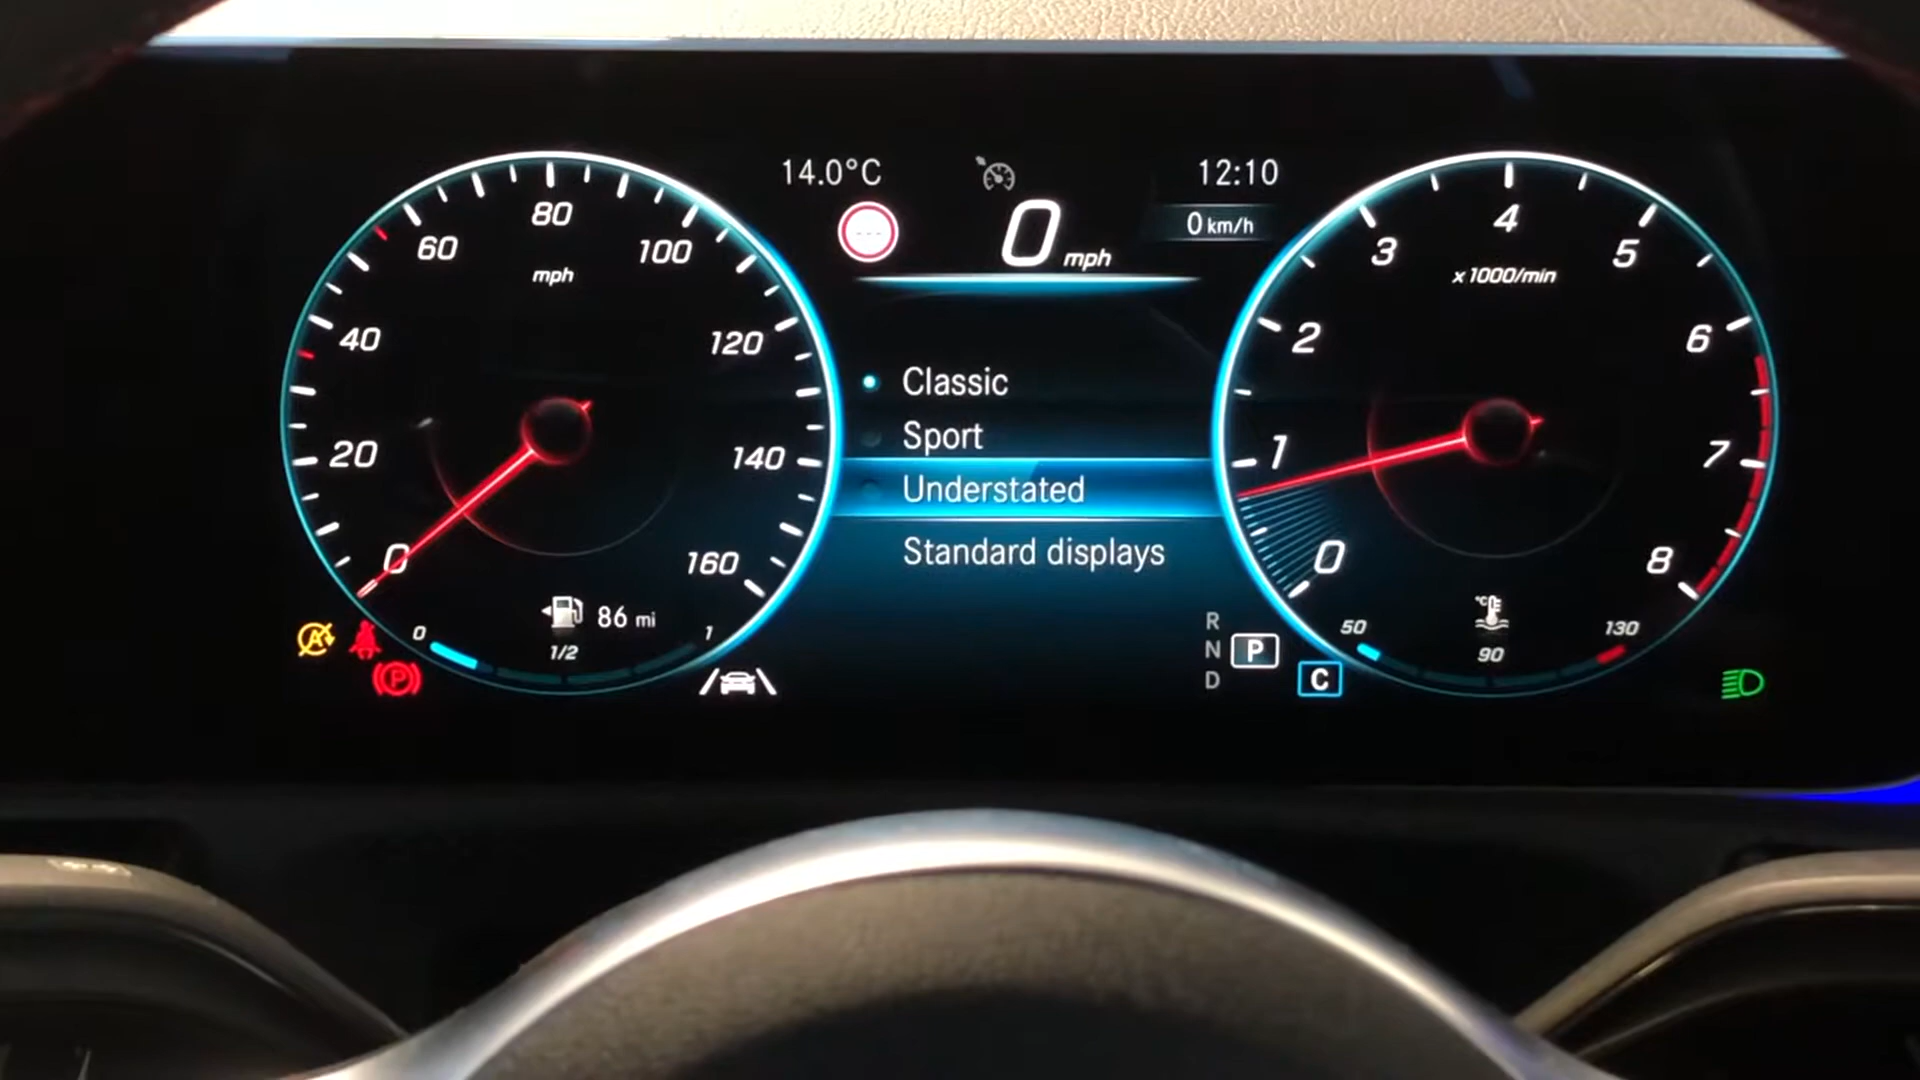 14.0°C
12:10
0 mph
0 km/h
0
20
40
60
80
100
120
140
160
mph
Classic
Sport
Understated
Standard displays
0
1
2
3
4
5
6
7
8
x1000/min
A
P
0
1/2
1
86 mi
R
N
D
P
C
50
90
130
°C